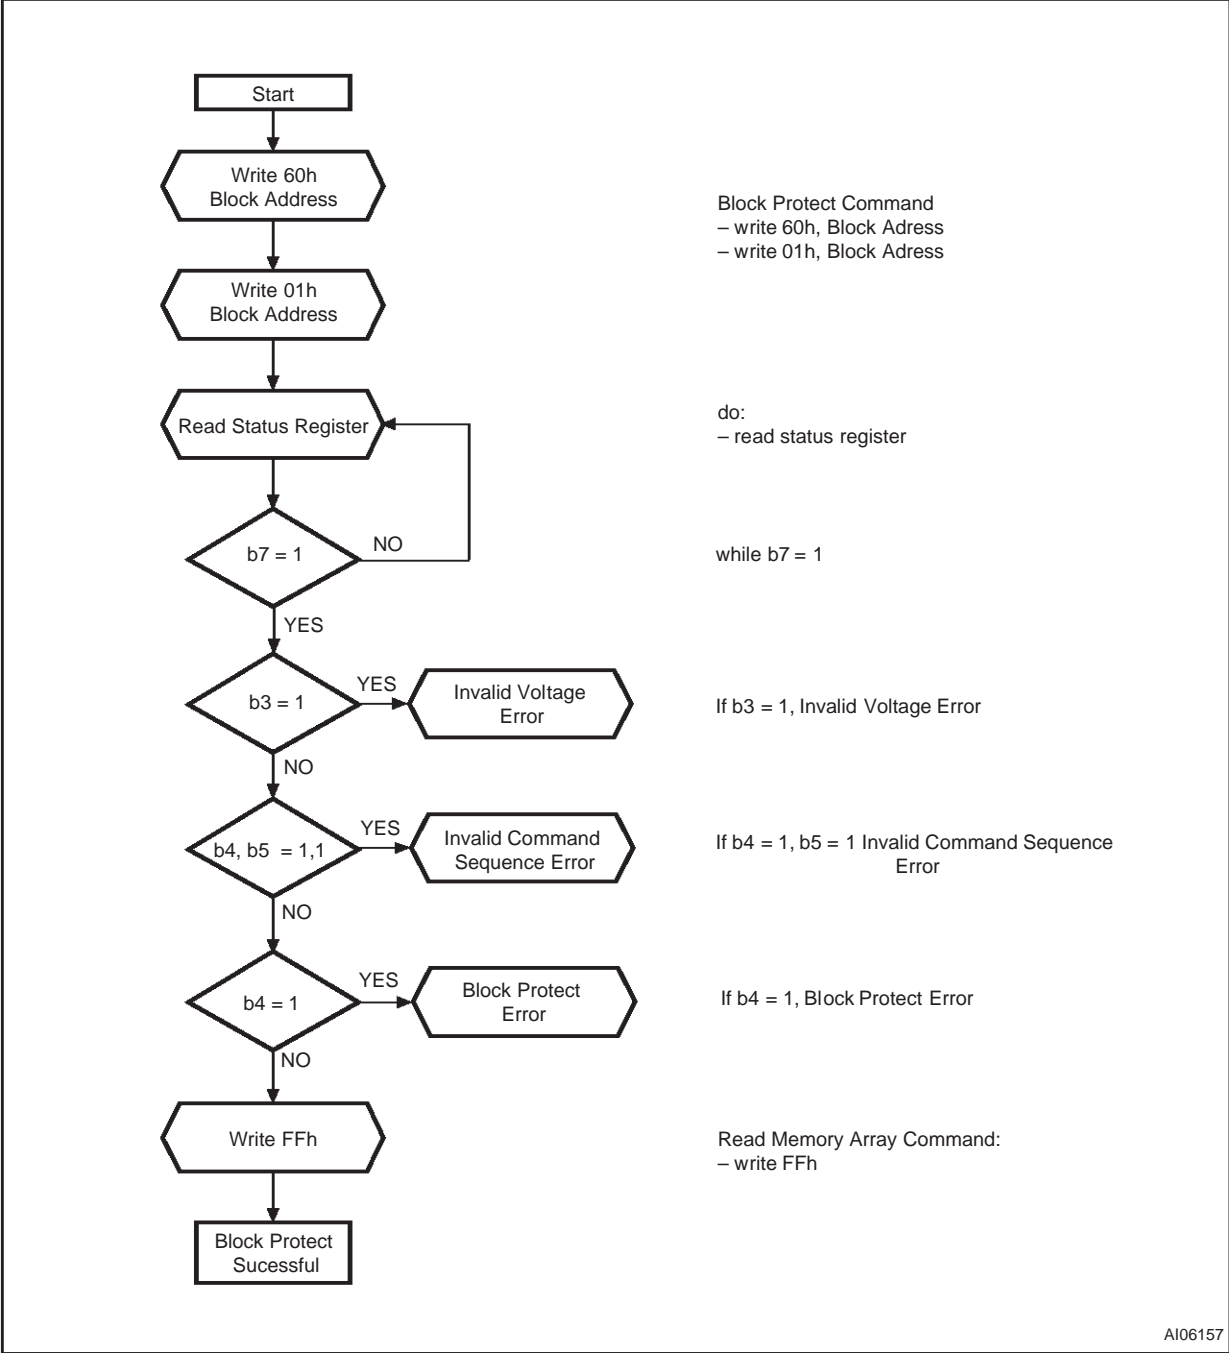 Start
Write 60h
Block Address
Block Protect Command
– write 60h, Block Adress
– write 01h, Block Adress
Write 01h
Block Address
Read Status Register
do:
– read status register
b7 = 1
NO
while b7 = 1
YES
b3 = 1
YES
Invalid Voltage
Error
If b3 = 1, Invalid Voltage Error
NO
b4, b5 = 1,1
YES
Invalid Command
Sequence Error
If b4 = 1, b5 = 1 Invalid Command Sequence
Error
NO
b4 = 1
YES
Block Protect
Error
If b4 = 1, Block Protect Error
NO
Write FFh
Read Memory Array Command:
– write FFh
Block Protect
Sucessful
AI06157